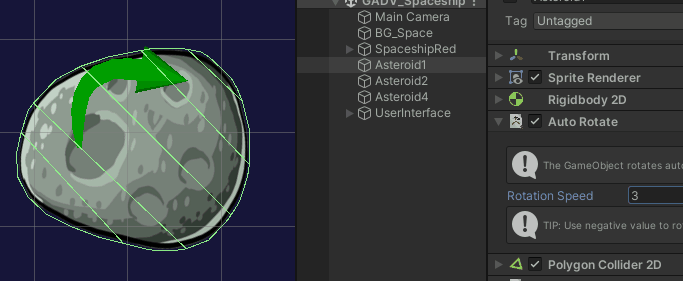 GADV_Spaceship
Main Camera
BG_Space
SpaceshipRed
Asteroid1
Asteroid2
Asteroid4
UserInterface
Tag Untagged
Transform
Sprite Renderer
Rigidbody 2D
Auto Rotate
The GameObject rotates
Rotation Speed 3
TIP: Use negative value to
Polygon Collider 2D